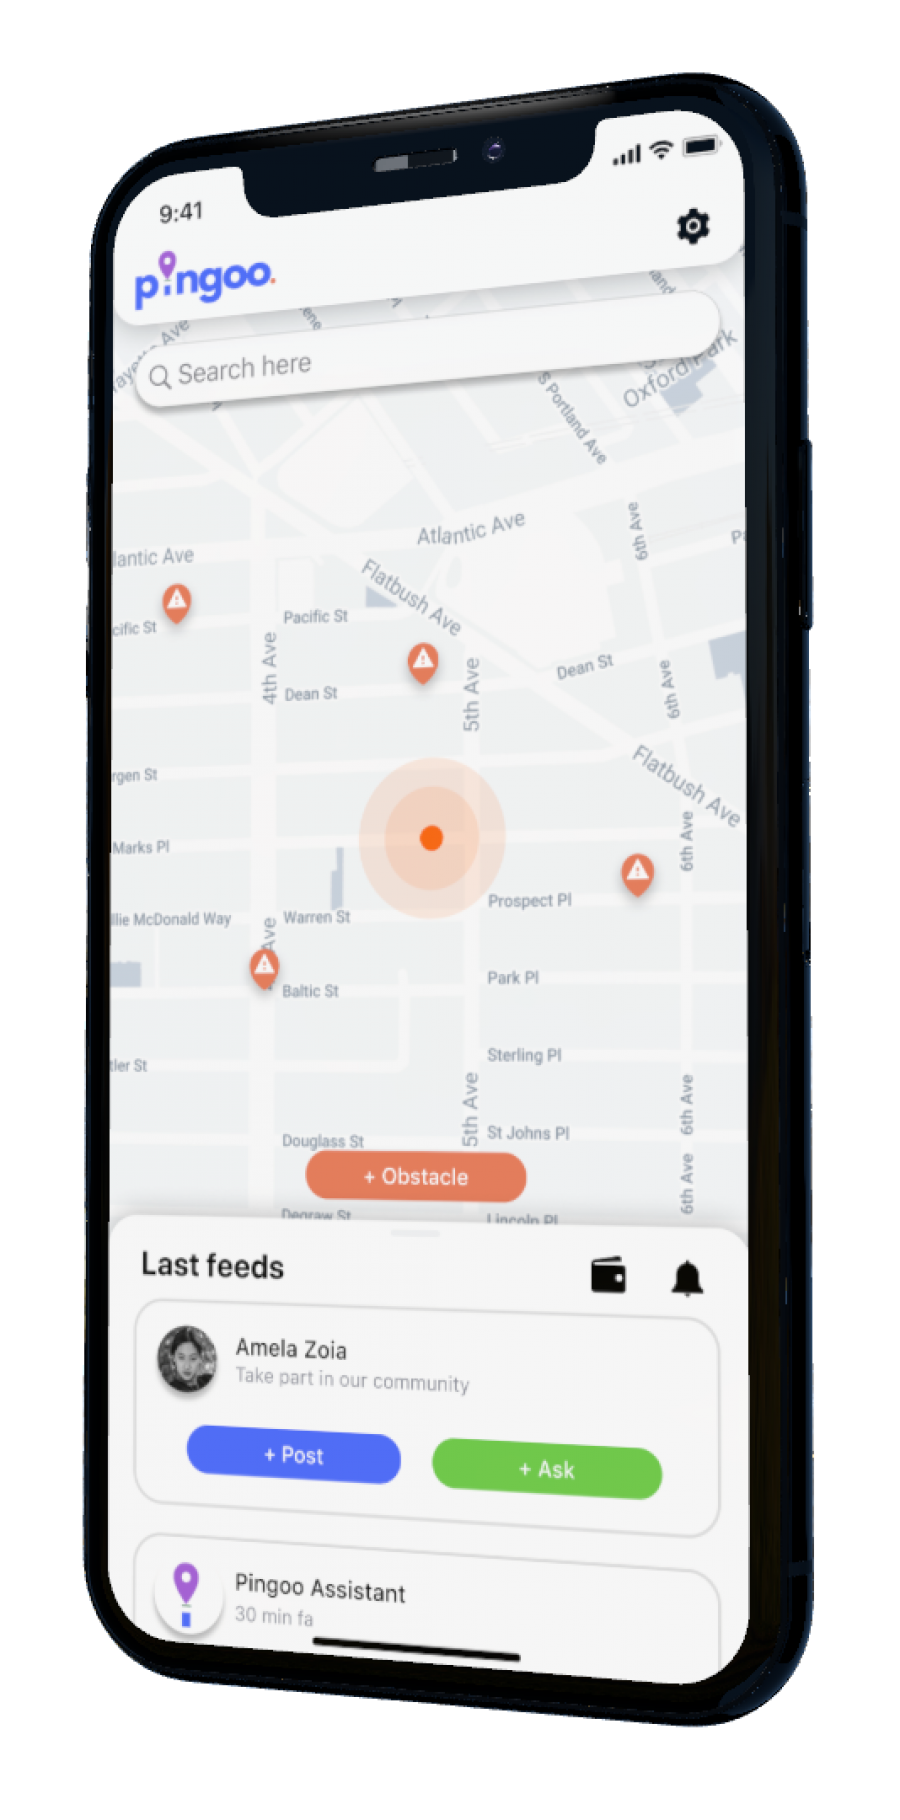 9:41
pingoo.
Search here
S Portland Ave
Oxford Park
Atlantic Ave
lantic Ave
Flatbush Ave
6th Ave
cific St
Pacific St
4th Ave
Dean St
5th Ave
Dean St
6th Ave
rgen St
Flatbush Ave
Marks Pl
6th Ave
Prospect Pl
llie McDonald Way
Warren St
Ave
Baltic St
Park Pl
tler St
Sterling Pl
5th Ave
6th Ave
Douglass St
St Johns Pl
+ Obstacle
6th Ave
Degraw St
Lincoln Pl
Last feeds
Amela Zoia
Take part in our community
+ Post
+ Ask
Pingoo Assistant
30 min fa